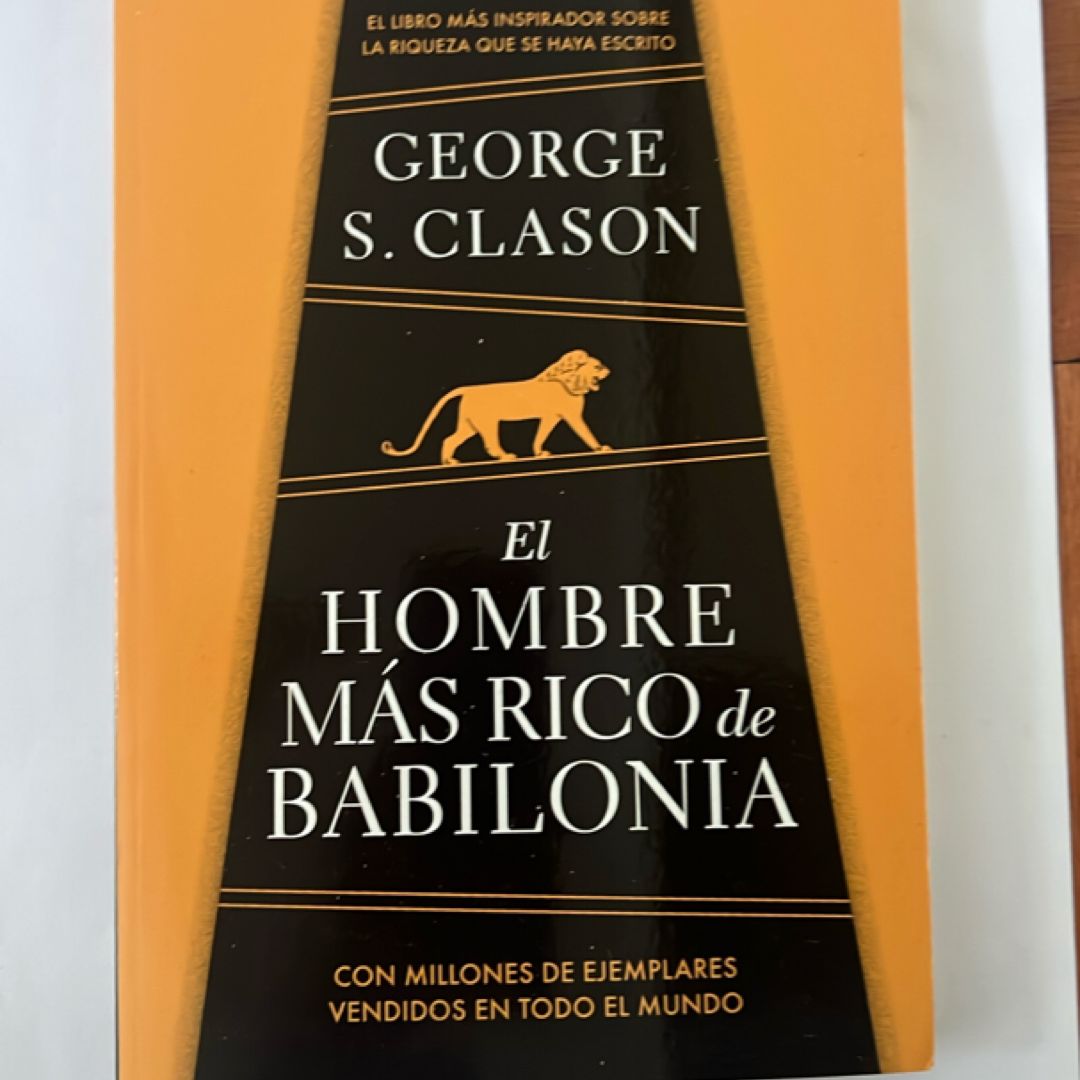 EL LIBRO MÁS INSPIRADOR SOBRE
LA RIQUEZA QUE SE HAYA ESCRITO
GEORGE
S. CLASON
El
HOMBRE
MÁS RICO de
BABILONIA
CON MILLONES DE EJEMPLARES
VENDIDOS EN TODO EL MUNDO